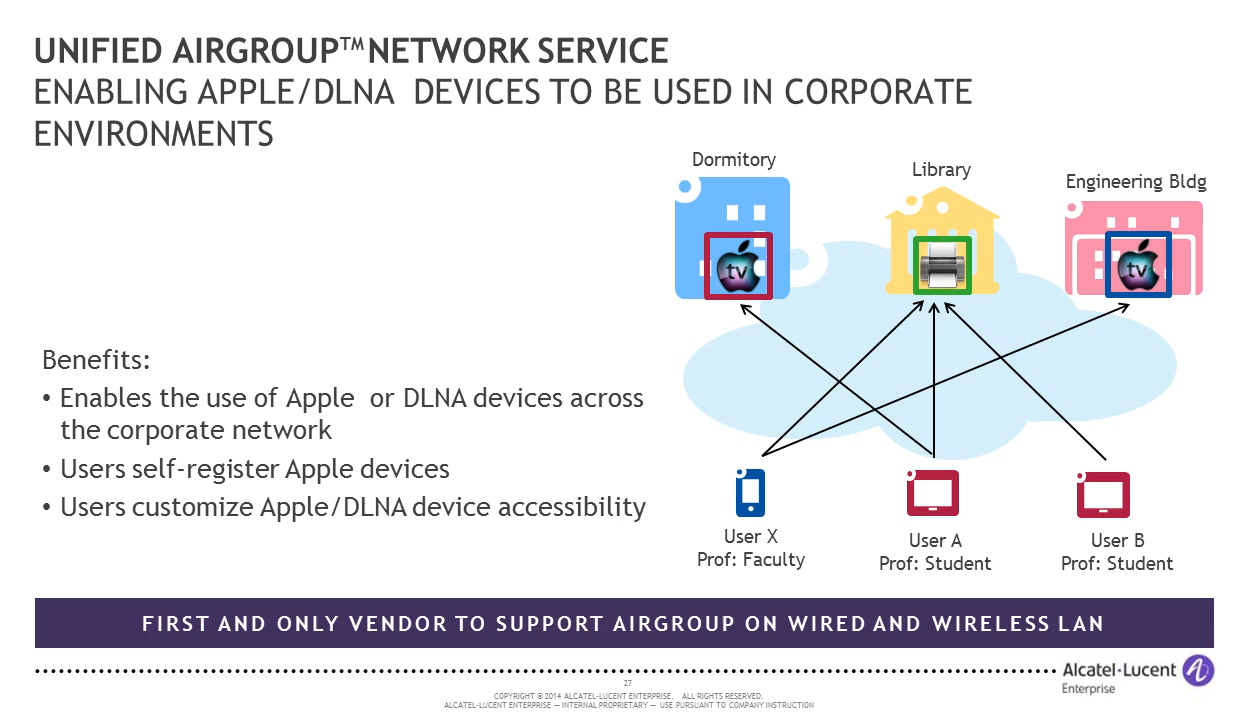 UNIFIED AIRGROUP™ NETWORK SERVICE
ENABLING APPLE/DLNA DEVICES TO BE USED IN CORPORATE
ENVIRONMENTS
Dormitory
Library
Engineering Bldg
tv
tv
Benefits:
• Enables the use of Apple or DLNA devices across
the corporate network
• Users self-register Apple devices
• Users customize Apple/DLNA device accessibility
User X
Prof: Faculty
User A
Prof: Student
User B
Prof: Student
FIRST AND ONLY VENDOR TO SUPPORT AIRGROUP ON WIRED AND WIRELESS LAN
Alcatel·Lucent
Enterprise
27
COPYRIGHT © 2014 ALCATEL-LUCENT ENTERPRISE. ALL RIGHTS RESERVED.
ALCATEL-LUCENT ENTERPRISE — INTERNAL PROPRIETARY — USE PURSUANT TO COMPANY INSTRUCTION